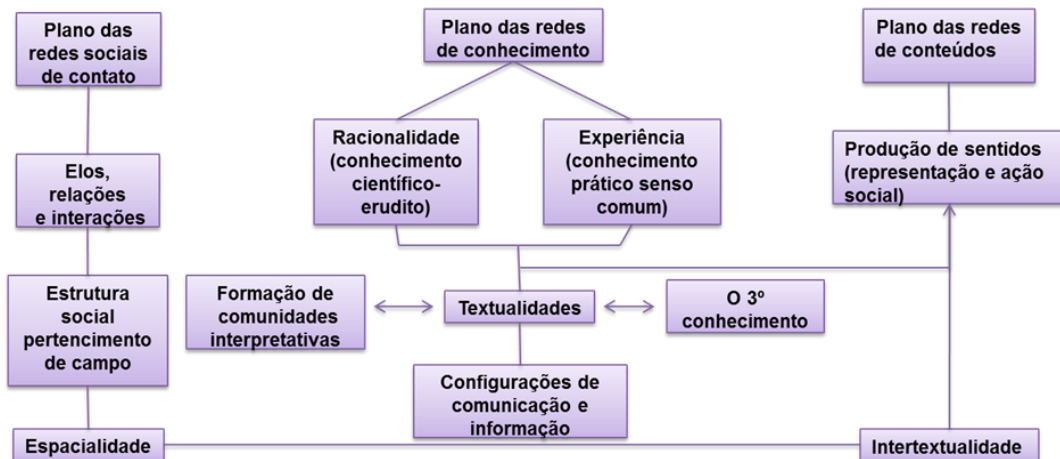 Plano das
redes sociais
de contato
Plano das redes
de conhecimento
Plano das redes
de conteúdos
Racionalidade
(conhecimento
científico-
erudito)
Experiência
(conhecimento
prático senso
comum)
Produção de sentidos
(representação e ação
social)
Elos,
relações
e interações
Estrutura
social
pertencimento
de campo
Formação de
comunidades
interpretativas
Textualidades
O 3º
conhecimento
Configurações de
comunicação e
informação
Espacialidade
Intertextualidade